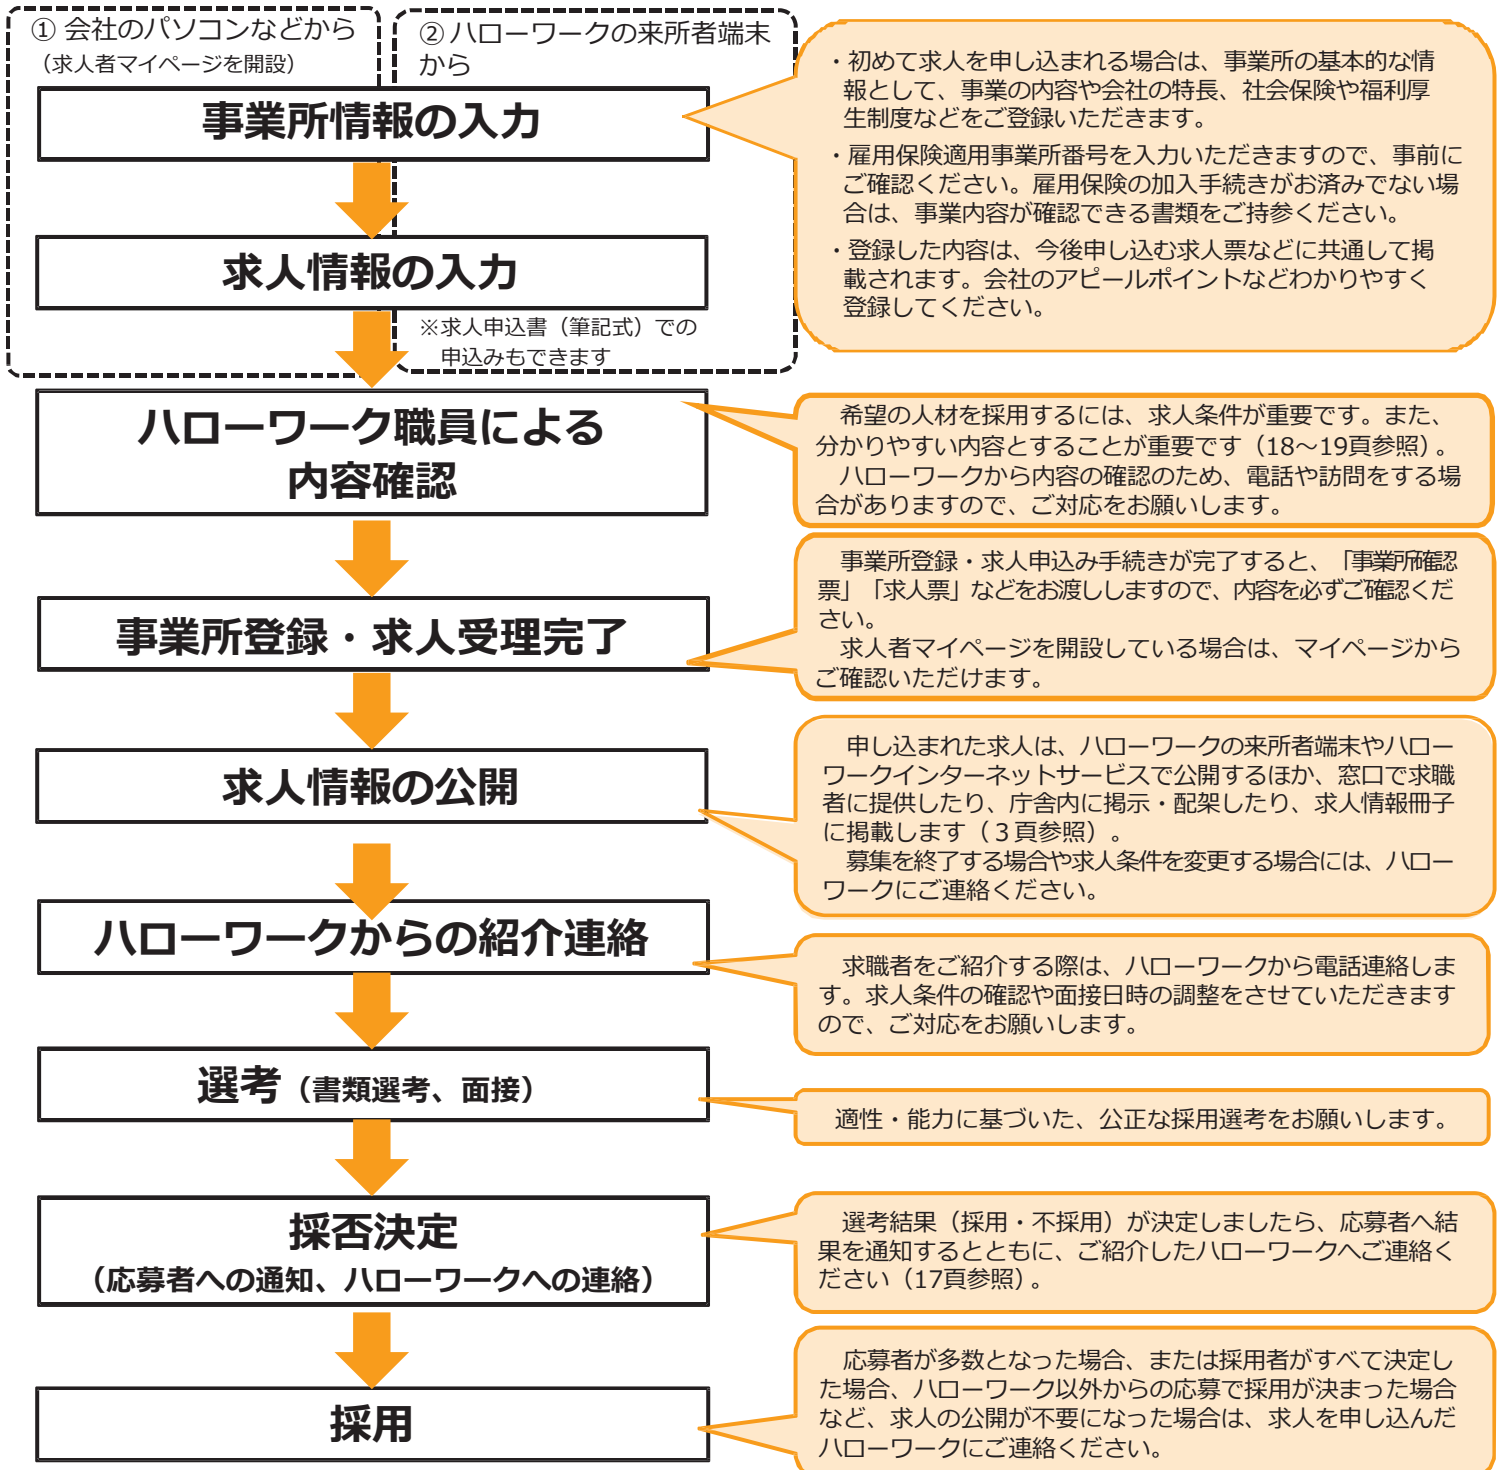 ① 会社のパソコンなどから
（求人者マイページを開設）
② ハローワークの来所者端末
から
事業所情報の入力
・初めて求人を申し込まれる場合は、事業所の基本的な情
報として、事業の内容や会社の特長、社会保険や福利厚
生制度などをご登録いただきます。
・雇用保険適用事業所番号を入力いただきますので、事前に
ご確認ください。雇用保険の加入手続きがお済みでない場
合は、事業内容が確認できる書類をご持参ください。
・登録した内容は、今後申し込む求人票などに共通して掲
載されます。会社のアピールポイントなどわかりやすく
登録してください。
求人情報の入力
※求人申込書（筆記式）での
申込みもできます
ハローワーク職員による
内容確認
希望の人材を採用するには、求人条件が重要です。また、
分かりやすい内容とすることが重要です（18～19頁参照）。
ハローワークから内容の確認のため、電話や訪問をする場
合がありますので、ご対応をお願いします。
事業所登録・求人受理完了
事業所登録・求人申込み手続きが完了すると、「事業所確認
票」「求人票」などをお渡ししますので、内容を必ずご確認くだ
さい。
求人者マイページを開設している場合は、マイページから
ご確認いただけます。
求人情報の公開
申し込まれた求人は、ハローワークの来所者端末やハロー
ワークインターネットサービスで公開するほか、窓口で求職
者に提供したり、庁舎内に掲示・配架したり、求人情報冊子
に掲載します（３頁参照）。
募集を終了する場合や求人条件を変更する場合には、ハロー
ワークにご連絡ください。
ハローワークからの紹介連絡
求職者をご紹介する際は、ハローワークから電話連絡しま
す。求人条件の確認や面接日時の調整をさせていただきます
ので、ご対応をお願いします。
選考（書類選考、面接）
適性・能力に基づいた、公正な採用選考をお願いします。
採否決定
（応募者への通知、ハローワークへの連絡）
選考結果（採用・不採用）が決定しましたら、応募者へ結
果を通知するとともに、ご紹介したハローワークへご連絡く
ださい（17頁参照）。
採用
応募者が多数となった場合、または採用者がすべて決定し
た場合、ハローワーク以外からの応募で採用が決まった場合
など、求人の公開が不要になった場合は、求人を申し込んだ
ハローワークにご連絡ください。